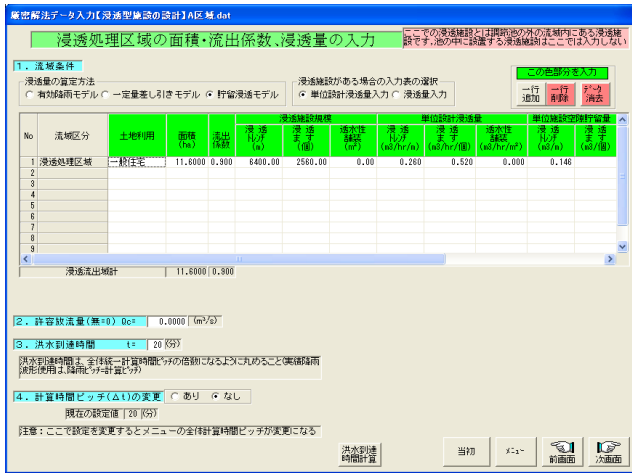 厳密法データ入力【浸透型施設の設計】A区域.dat
浸透処理区域の面積･流出係数､浸透量の入力
ここでの浸透施設とは調節池の外の流域内にある浸透施
設です｡池の中に設置する浸透施設はここでは入力しない
1. 流域条件
この色部分を入力
浸透量の算定方法
有効降雨モデル 一定量差し引きモデル 貯留浸透モデル
浸透施設がある場合の入力表の選択
単位設計浸透量入力 浸透量入力
一行追加 一行削除 データ消去
浸透施設規模 単位設計浸透量 単位施設空隙貯留量
No 流域区分 土地利用 面積(ha) 流出係数 浸透トレンチ(m) 浸透ます(個) 透水性舗装(m²) 浸透トレンチ(m3/hr/m) 浸透ます(m3/hr/個) 透水性舗装(m3/hr/m²) 浸透トレンチ(m3/m) 浸透ます(m3/個)
1 浸透処理区域 一般住宅 11.6000 0.900 6400.00 2560.00 0.00 0.260 0.520 0.000 0.146
2
3
4
5
6
7
8
9
浸透流出域計 11.6000 0.900
2. 許容放流量(無=0) Qc= 0.0000 (m³/s)
3. 洪水到達時間 t= 20 (分)
洪水到達時間は､全体統一計算時間ピッチの倍数になるように丸めること(実績降雨
波形使用は､降雨ピッチ=計算ピッチ)
4. 計算時間ピッチ(Δt)の変更 あり なし
現在の設定値 20 (分)
注意：ここで設定を変更するとメニューの全体計算時間ピッチが変更になる
洪水到達時間計算 当初 メニュー 前画面 次画面